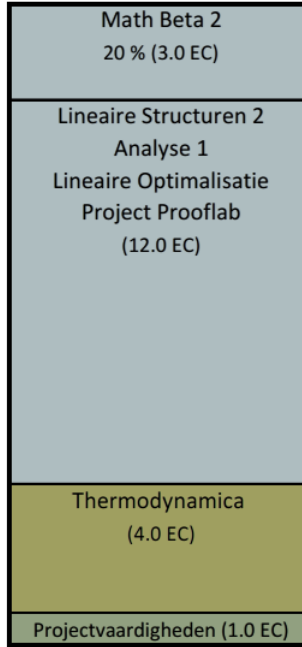 Math Beta 2
20 % (3.0 EC)
Lineaire Structuren 2
Analyse 1
Lineaire Optimalisatie
Project Prooflab
(12.0 EC)
Thermodynamica
(4.0 EC)
Projectvaardigheden (1.0 EC)